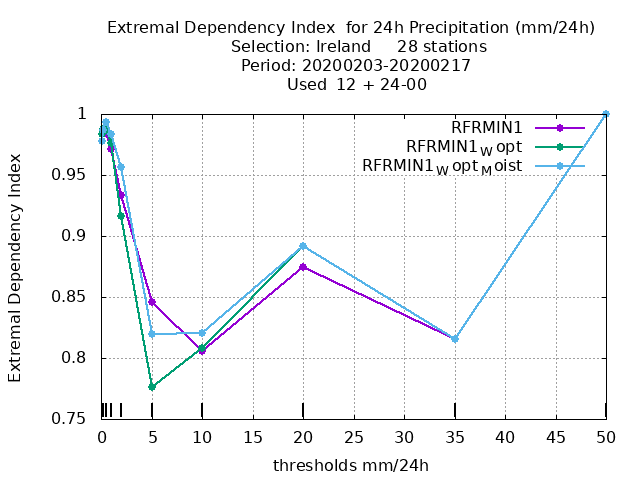 Extremal Dependency Index  for 24h Precipitation (mm/24h)
Selection: Ireland     28 stations
Period: 20200203-20200217
Used  12 + 24-00
RFRMIN1
RFRMIN1Wopt
RFRMIN1WoptMoist
Extremal Dependency Index
1
0.95
0.9
0.85
0.8
0.75
0 5 10 15 20 25 30 35 40 45 50
thresholds mm/24h